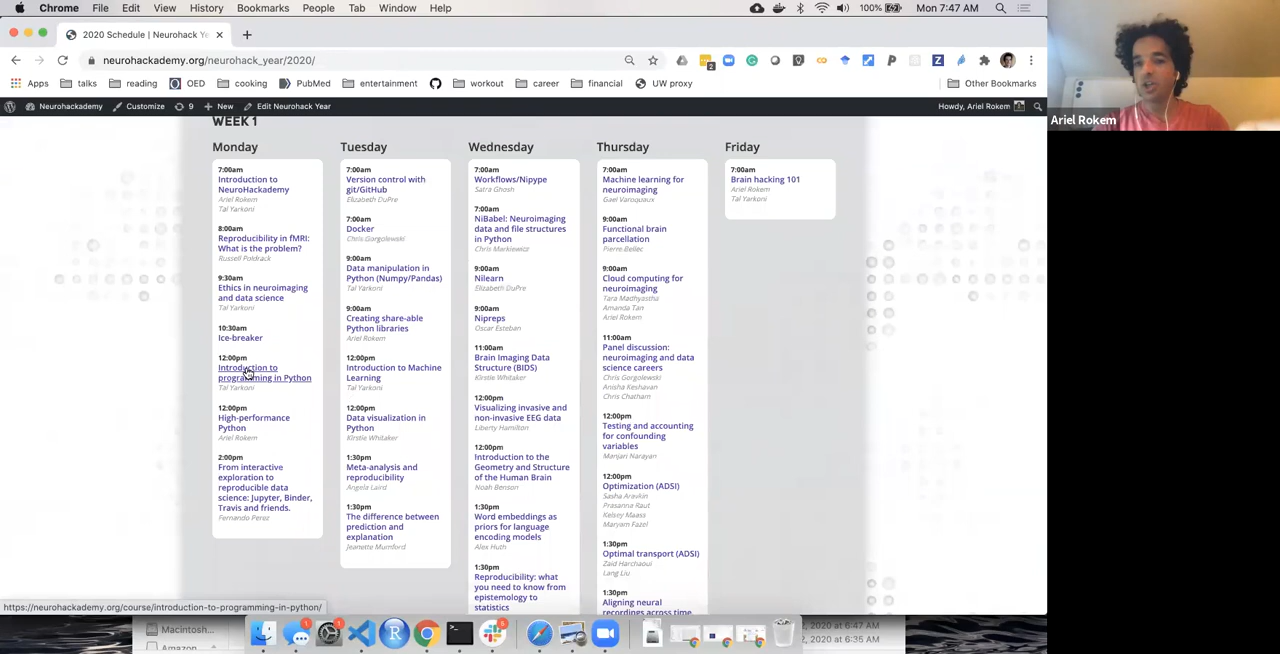 Chrome File Edit View History Bookmarks People Tab Window Help 100% Mon 7:47 AM
2020 Schedule | Neurohack Ye
neurohackademy.org/neurohack_year/2020/
Apps talks reading OED cooking PubMed entertainment workout career financial UW proxy Other Bookmarks
Neurohackademy Customize 9 New Edit Neurohack Year Howdy, Ariel Rokem
Ariel Rokem
WEEK 1
Monday
7:00am
Introduction to
NeuroHackademy
Ariel Rokem
Tal Yarkoni
8:00am
Reproducibility in fMRI:
What is the problem?
Russell Poldrack
9:30am
Ethics in neuroimaging
and data science
Tal Yarkoni
10:30am
Ice-breaker
12:00pm
Introduction to
programming in Python
Tal Yarkoni
12:00pm
High-performance
Python
Ariel Rokem
2:00pm
From interactive
exploration to
reproducible data
science: Jupyter, Binder,
Travis and friends.
Fernando Perez
Tuesday
7:00am
Version control with
git/GitHub
Elizabeth DuPre
7:00am
Docker
Chris Gorgolewski
9:00am
Data manipulation in
Python (Numpy/Pandas)
Tal Yarkoni
9:00am
Creating share-able
Python libraries
Ariel Rokem
12:00pm
Introduction to Machine
Learning
Tal Yarkoni
12:00pm
Data visualization in
Python
Kirstie Whitaker
1:30pm
Meta-analysis and
reproducibility
Angela Laird
1:30pm
The difference between
prediction and
explanation
Jeanette Mumford
Wednesday
7:00am
Workflows/Nipype
Satra Ghosh
7:00am
NiBabel: Neuroimaging
data and file structures
in Python
Chris Markiewicz
9:00am
Nilearn
Elizabeth DuPre
9:00am
Nipreps
Oscar Esteban
11:00am
Brain Imaging Data
Structure (BIDS)
Kirstie Whitaker
12:00pm
Visualizing invasive and
non-invasive EEG data
Liberty Hamilton
12:00pm
Introduction to the
Geometry and Structure
of the Human Brain
Noah Benson
1:30pm
Word embeddings as
priors for language
encoding models
Alex Huth
1:30pm
Reproducibility: what
you need to know from
epistemology to
statistics
Thursday
7:00am
Machine learning for
neuroimaging
Gael Varoquaux
9:00am
Functional brain
parcellation
Pierre Bellec
9:00am
Cloud computing for
neuroimaging
Tara Madhyastha
Amanda Tan
Ariel Rokem
11:00am
Panel discussion:
neuroimaging and data
science careers
Chris Gorgolewski
Anisha Keshavan
Chris Chatham
12:00pm
Testing and accounting
for confounding
variables
Manjari Narayan
12:00pm
Optimization (ADSI)
Sasha Aravkin
Prasanna Raut
Kelsey Maass
Maryam Fazel
1:30pm
Optimal transport (ADSI)
Zaid Harchaoui
Lang Liu
1:30pm
Aligning neural
recordings across time
Friday
7:00am
Brain hacking 101
Ariel Rokem
Tal Yarkoni
https://neurohackademy.org/course/introduction-to-programming-in-python/
Macintosh...
Amazon
2, 2020 at 6:47 AM
2, 2020 at 6:35 AM